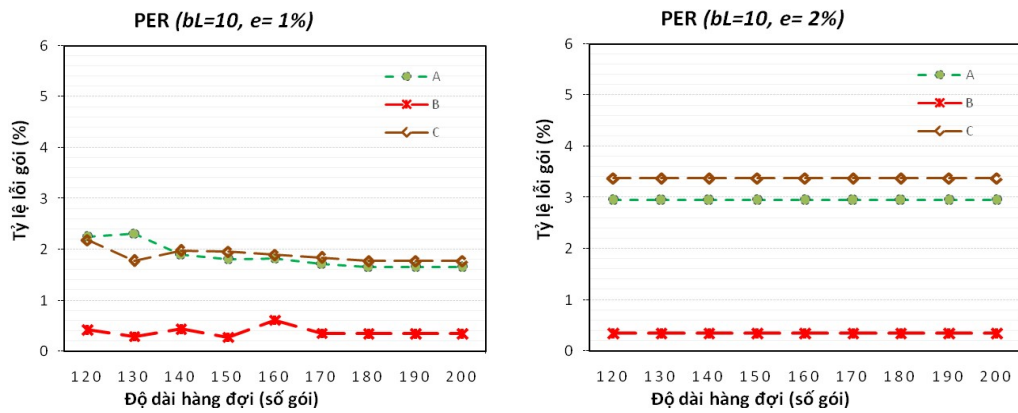 PER (bL=10, e= 1%)
Tỷ lệ lỗi gói (%)
6
5
4
3
2
1
0
A
B
C
120 130 140 150 160 170 180 190 200
Độ dài hàng đợi (số gói)
PER (bL=10, e= 2%)
Tỷ lệ lỗi gói (%)
6
5
4
3
2
1
0
A
B
C
120 130 140 150 160 170 180 190 200
Độ dài hàng đợi (số gói)